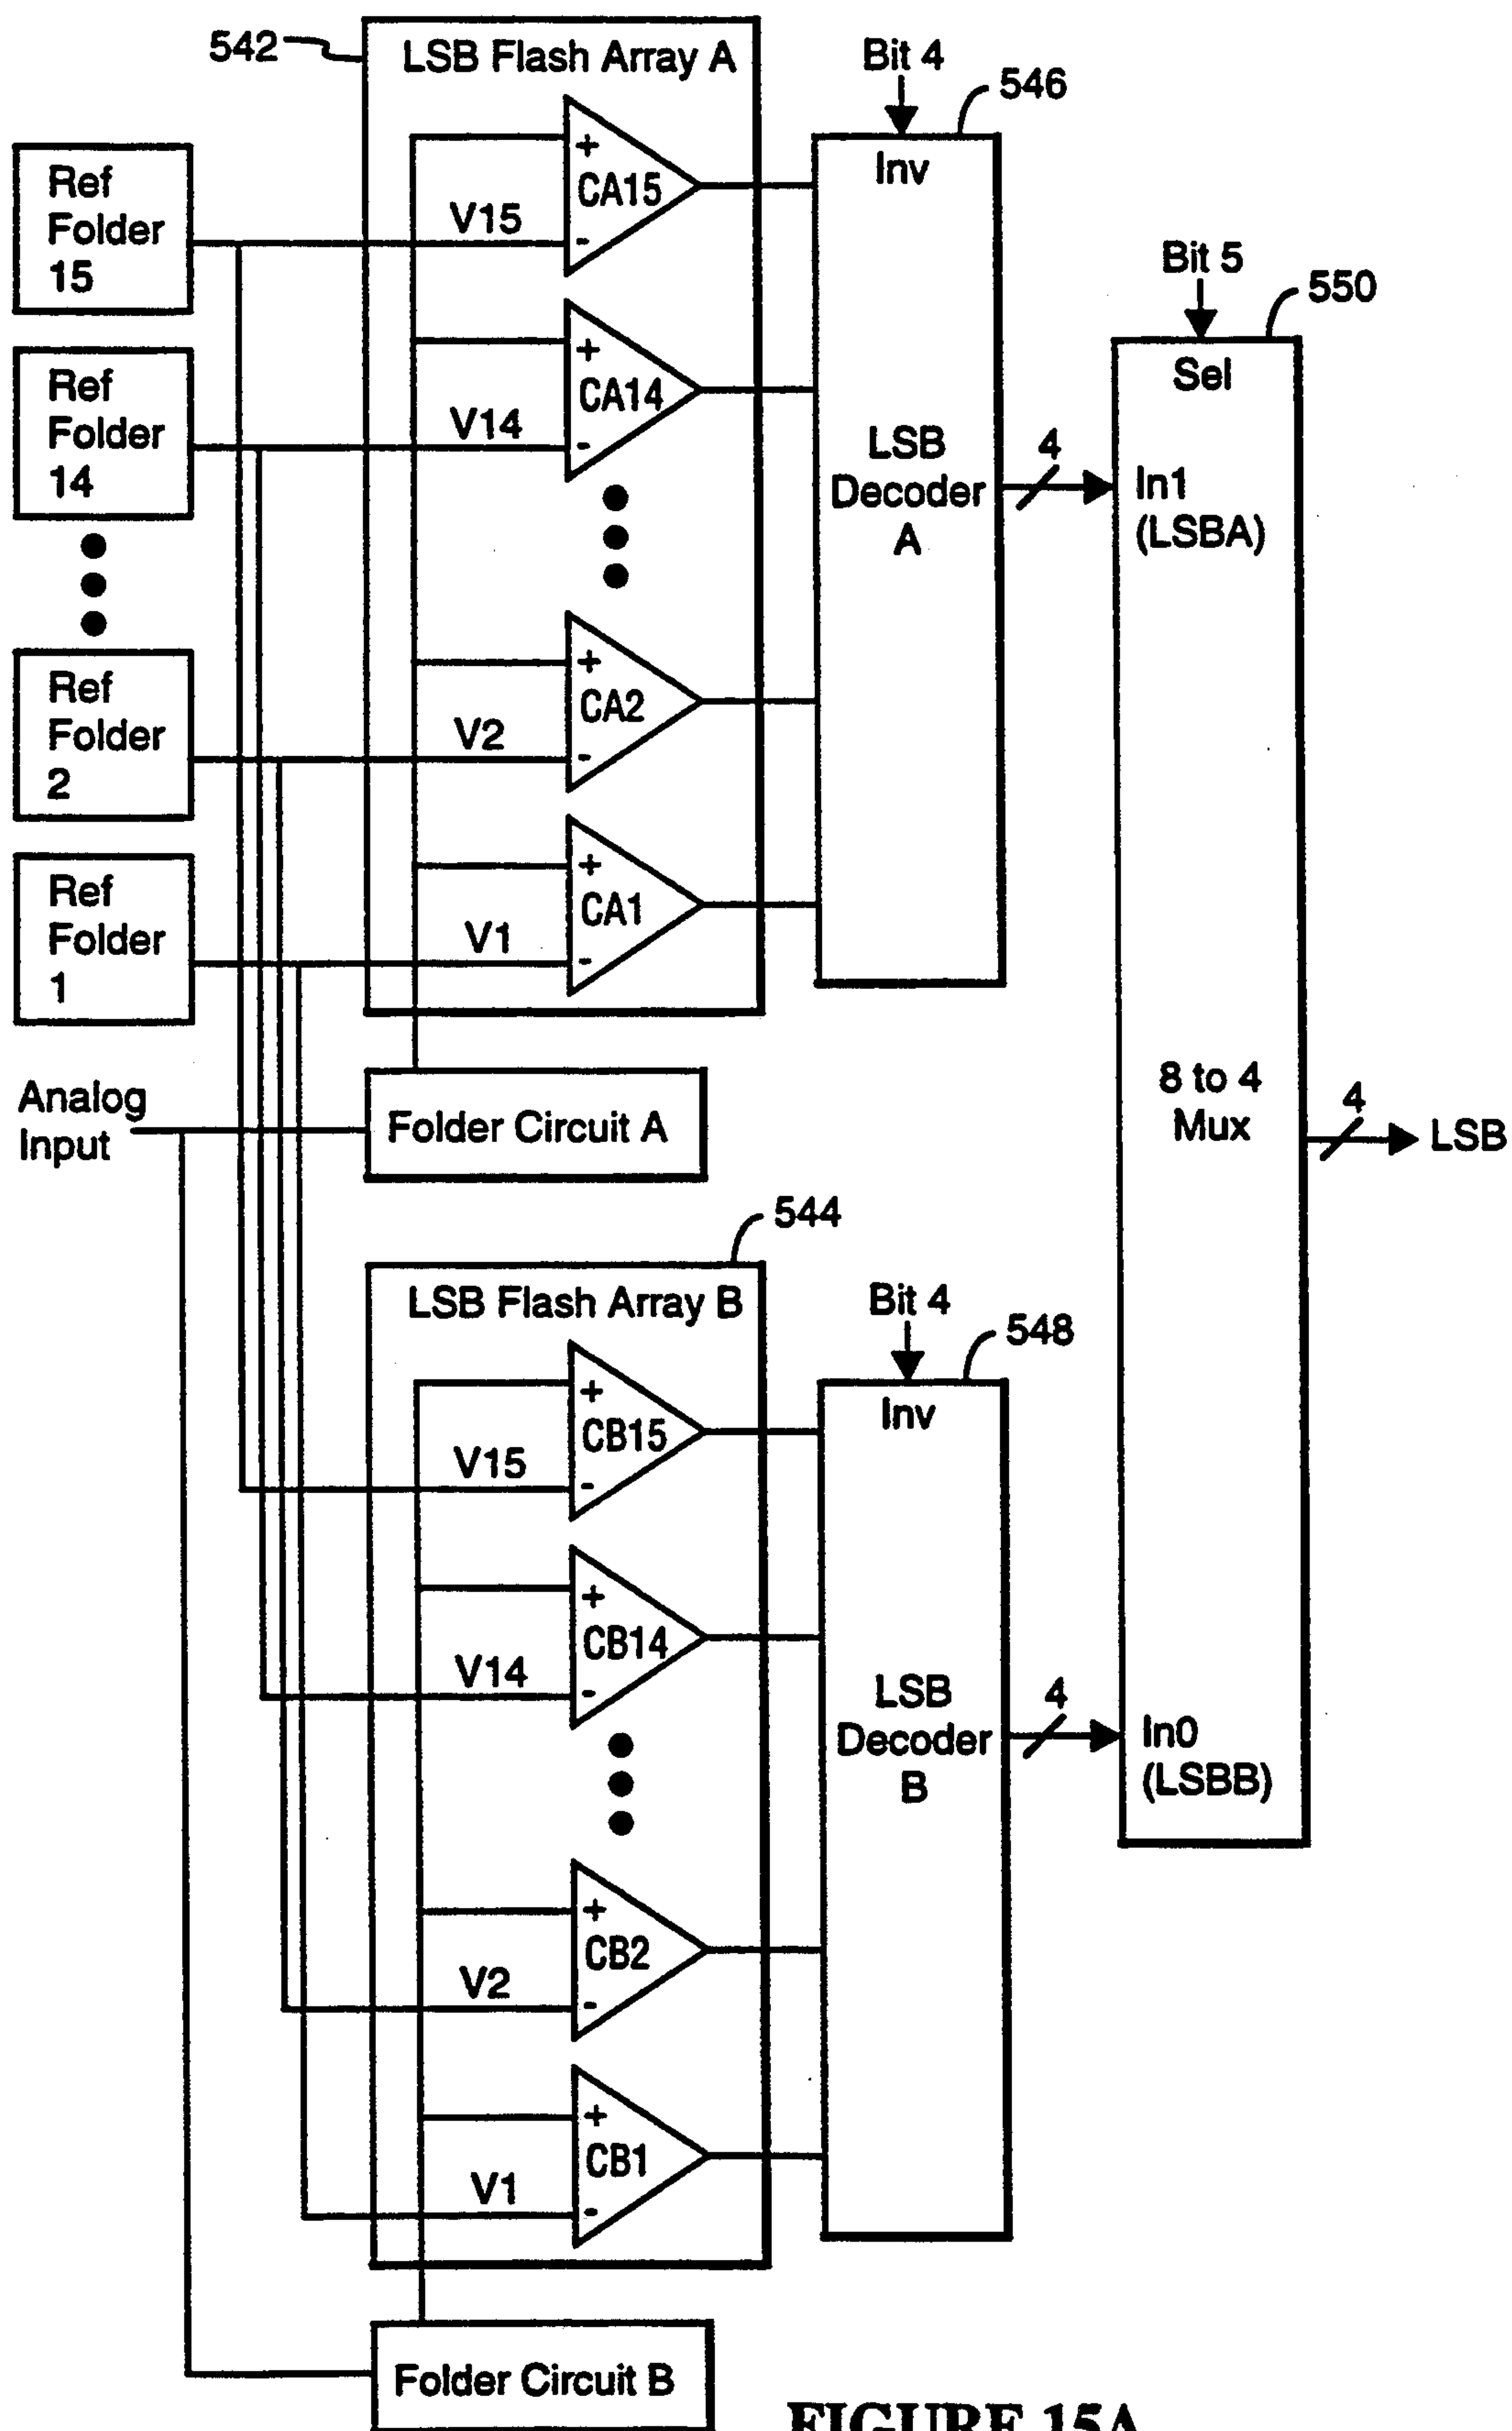 542
LSB Flash Array A
Bit 4
546
Ref
Folder
15
+
CA15
V15
-
Inv
Bit 5
550
Ref
Folder
14
+
CA14
V14
-
LSB
Decoder
A
4
Sel
In1
(LSBA)
Ref
Folder
2
+
CA2
V2
-
Ref
Folder
1
+
CA1
V1
-
Analog
Input
Folder Circuit A
8 to 4
Mux
4
LSB
544
LSB Flash Array B
Bit 4
548
+
CB15
V15
-
Inv
+
CB14
V14
-
LSB
Decoder
B
4
In0
(LSBB)
+
CB2
V2
-
+
CB1
V1
-
Folder Circuit B
FIGURE 15A